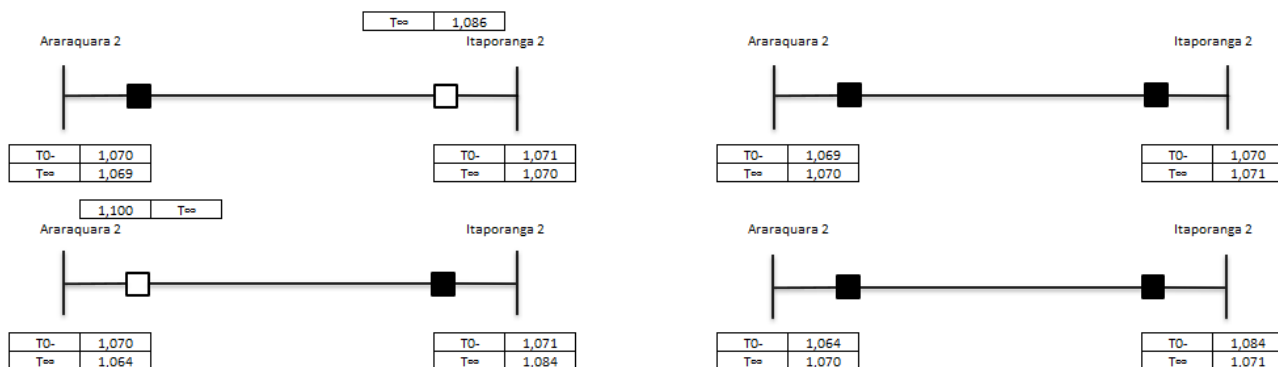 T∞ 1,086
Araraquara 2 Itaporanga 2 Araraquara 2 Itaporanga 2
T0- 1,070 T0- 1,071 T0- 1,069 T0- 1,070
T∞ 1,069 T∞ 1,070 T∞ 1,070 T∞ 1,071
1,100 T∞
Araraquara 2 Itaporanga 2 Araraquara 2 Itaporanga 2
T0- 1,070 T0- 1,071 T0- 1,064 T0- 1,084
T∞ 1,064 T∞ 1,084 T∞ 1,070 T∞ 1,071